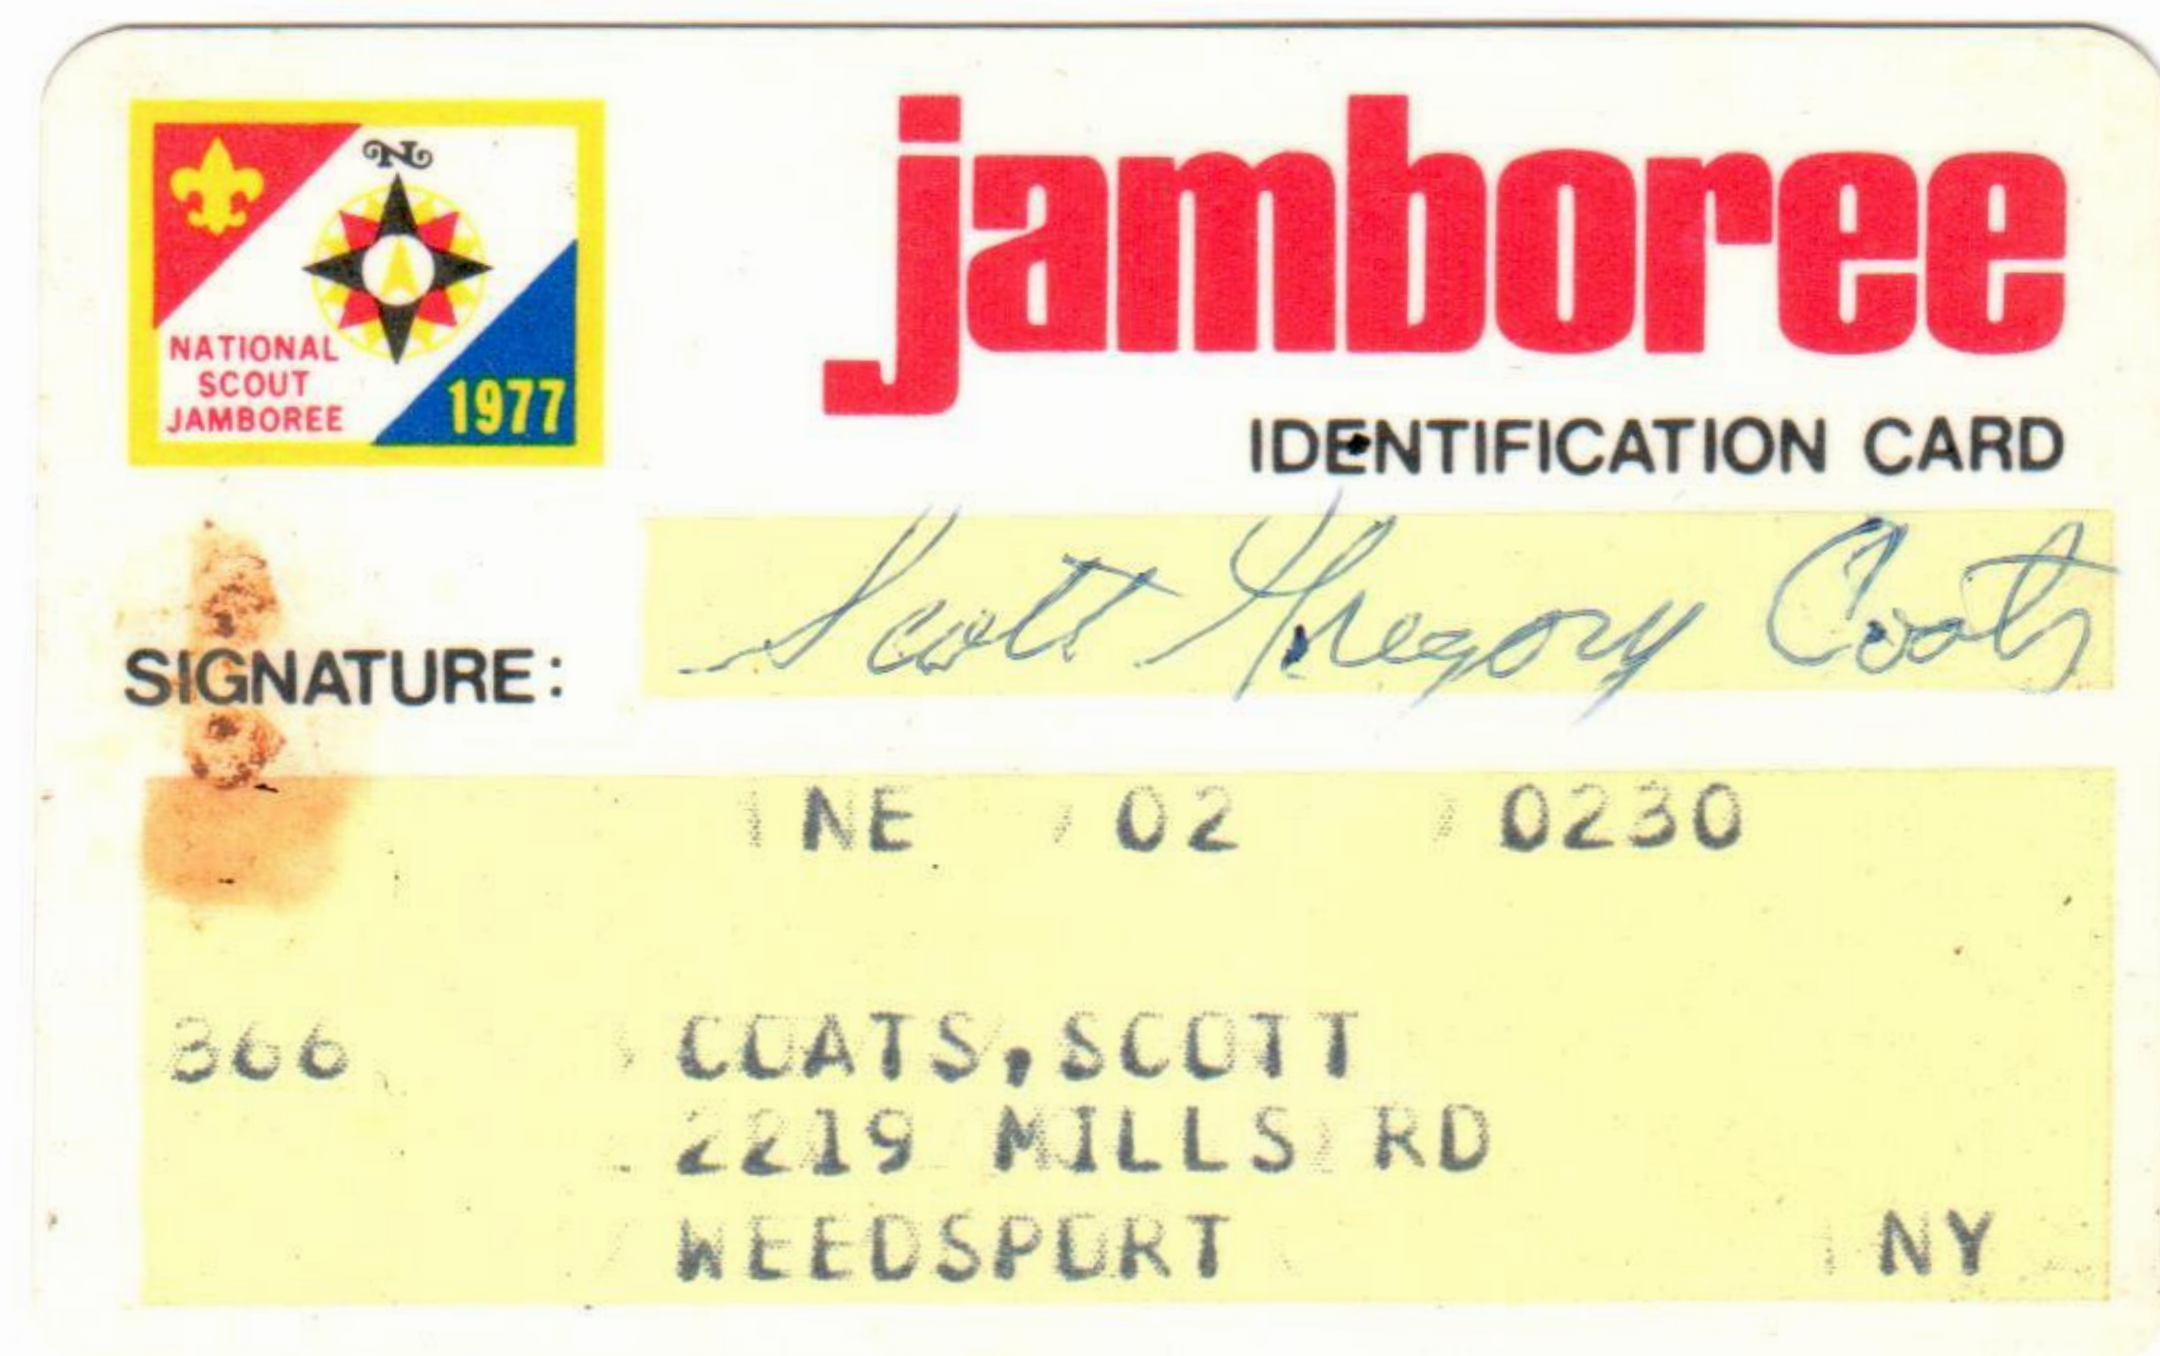 N
NATIONAL
SCOUT
JAMBOREE
1977
jamboree
IDENTIFICATION CARD
SIGNATURE: Scott Gregory Coats
NE 02 0230
366 COATS, SCOTT
2219 MILLS RD
WEEDSPORT NY